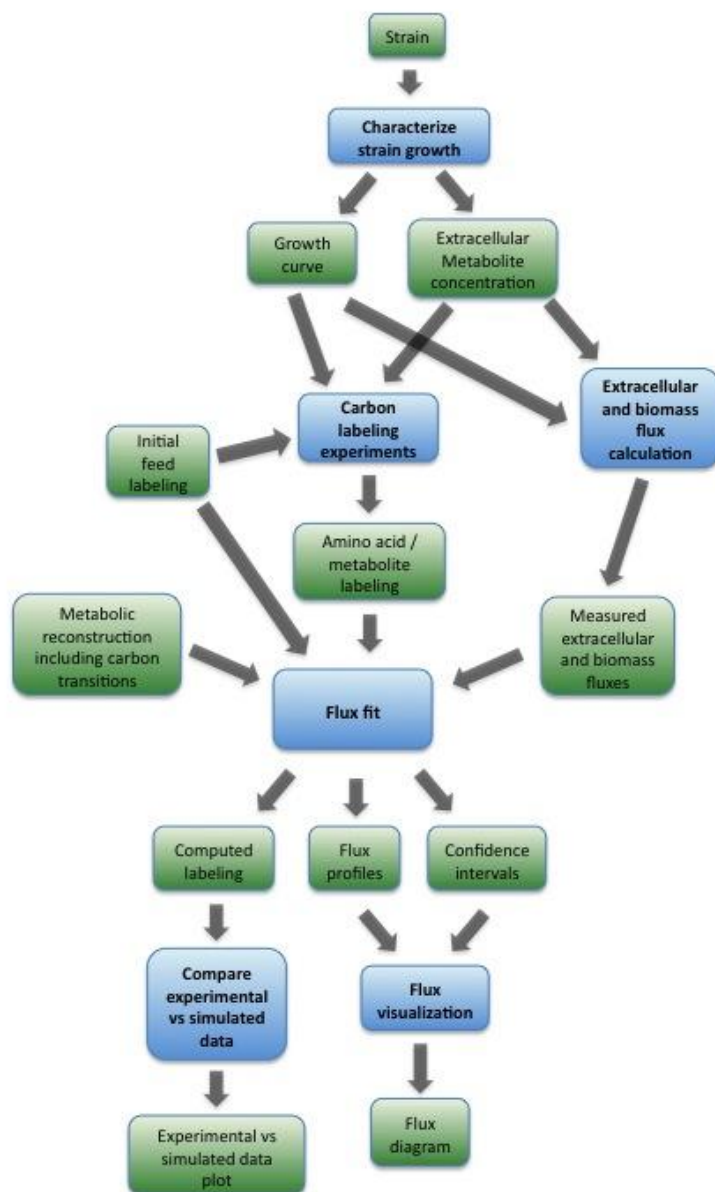 Strain
Characterize
strain growth
Growth
curve
Extracellular
Metabolite
concentration
Extracellular
and biomass
flux
calculation
Carbon
labeling
experiments
Initial
feed
labeling
Amino acid /
metabolite
labeling
Metabolic
reconstruction
including carbon
transitions
Measured
extracellular
and biomass
fluxes
Flux fit
Computed
labeling
Flux
profiles
Confidence
intervals
Compare
experimental
vs simulated
data
Flux
visualization
Experimental vs
simulated data
plot
Flux
diagram